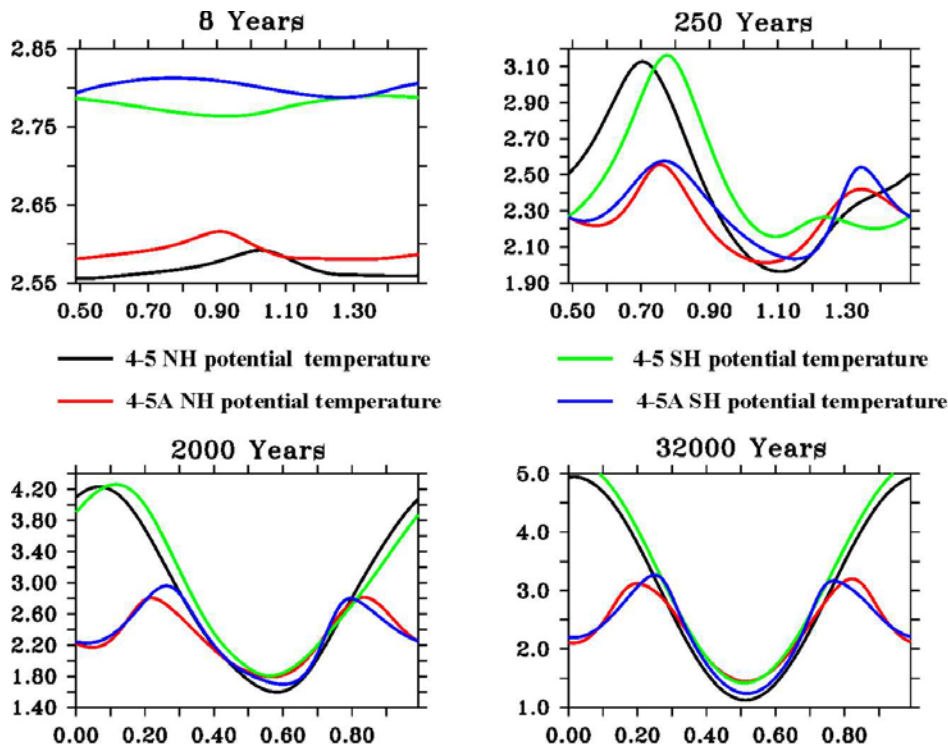 8 Years
250 Years
2.85
2.75
2.65
2.55
0.50 0.70 0.90 1.10 1.30
3.10
2.90
2.70
2.50
2.30
2.10
1.90
0.50 0.70 0.90 1.10 1.30
4-5 NH potential temperature
4-5 SH potential temperature
4-5A NH potential temperature
4-5A SH potential temperature
2000 Years
32000 Years
4.20
3.80
3.40
3.00
2.60
2.20
1.80
1.40
0.00 0.20 0.40 0.60 0.80
5.0
4.0
3.0
2.0
1.0
0.00 0.20 0.40 0.60 0.80